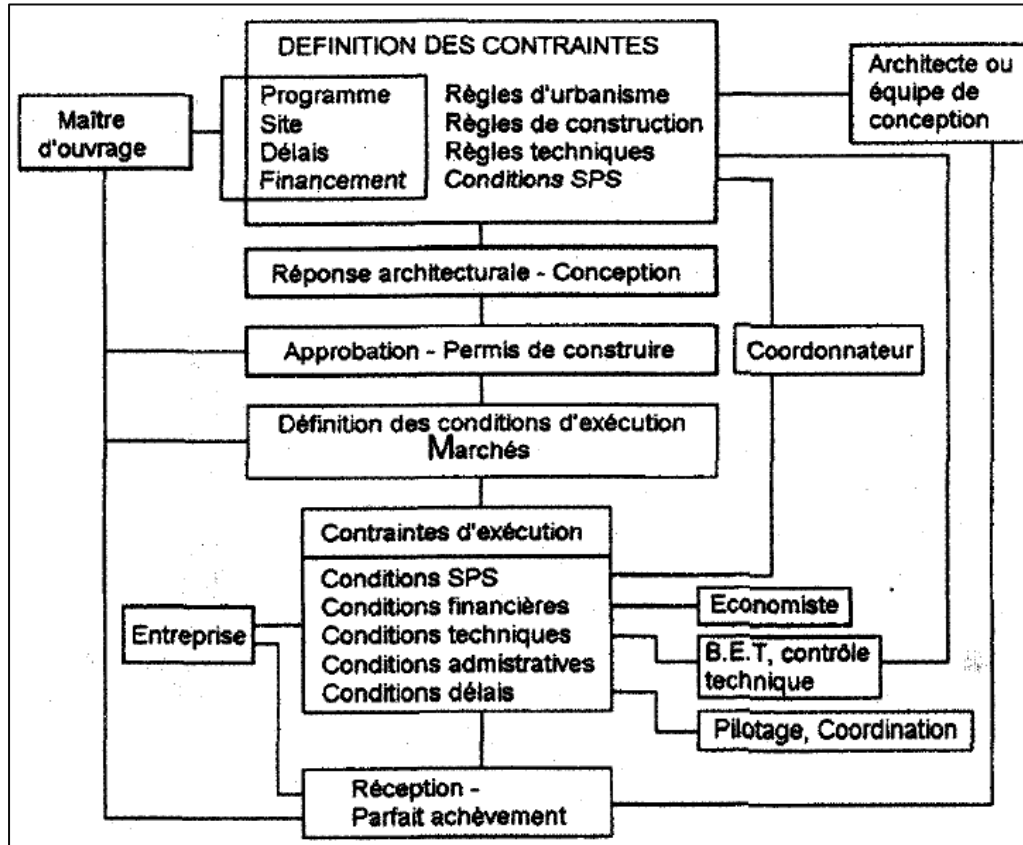 DEFINITION DES CONTRAINTES
Programme
Site
Délais
Financement
Règles d'urbanisme
Règles de construction
Règles techniques
Conditions SPS
Maître
d'ouvrage
Architecte ou
équipe de
conception
Réponse architecturale - Conception
Approbation - Permis de construire
Coordonnateur
Définition des conditions d'exécution
Marchés
Contraintes d'exécution
Conditions SPS
Conditions financières
Conditions techniques
Conditions admistratives
Conditions délais
Entreprise
Economiste
B.E.T, contrôle
technique
Pilotage, Coordination
Réception -
Parfait achèvement